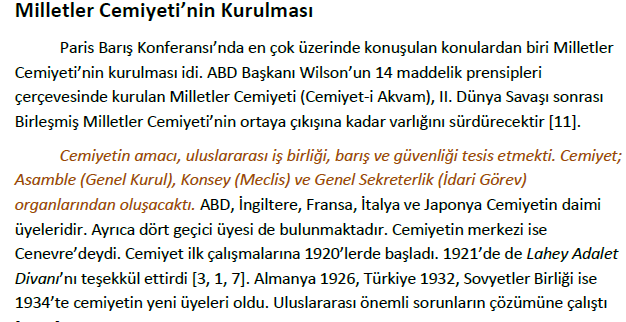 Milletler Cemiyeti’nin Kurulması
Paris Barış Konferansı’nda en çok üzerinde konuşulan konulardan biri Milletler
Cemiyeti’nin kurulması idi. ABD Başkanı Wilson’un 14 maddelik prensipleri
çerçevesinde kurulan Milletler Cemiyeti (Cemiyet-i Akvam), II. Dünya Savaşı sonrası
Birleşmiş Milletler Cemiyeti’nin ortaya çıkışına kadar varlığını sürdürecektir [11].
Cemiyetin amacı, uluslararası iş birliği, barış ve güvenliği tesis etmekti. Cemiyet;
Asamble (Genel Kurul), Konsey (Meclis) ve Genel Sekreterlik (İdari Görev)
organlarından oluşacaktı. ABD, İngiltere, Fransa, İtalya ve Japonya Cemiyetin daimi
üyeleridir. Ayrıca dört geçici üyesi de bulunmaktadır. Cemiyetin merkezi ise
Cenevre’deydi. Cemiyet ilk çalışmalarına 1920’lerde başladı. 1921’de de Lahey Adalet
Divanı’nı teşekkül ettirdi [3, 1, 7]. Almanya 1926, Türkiye 1932, Sovyetler Birliği ise
1934’te cemiyetin yeni üyeleri oldu. Uluslararası önemli sorunların çözümüne çalıştı